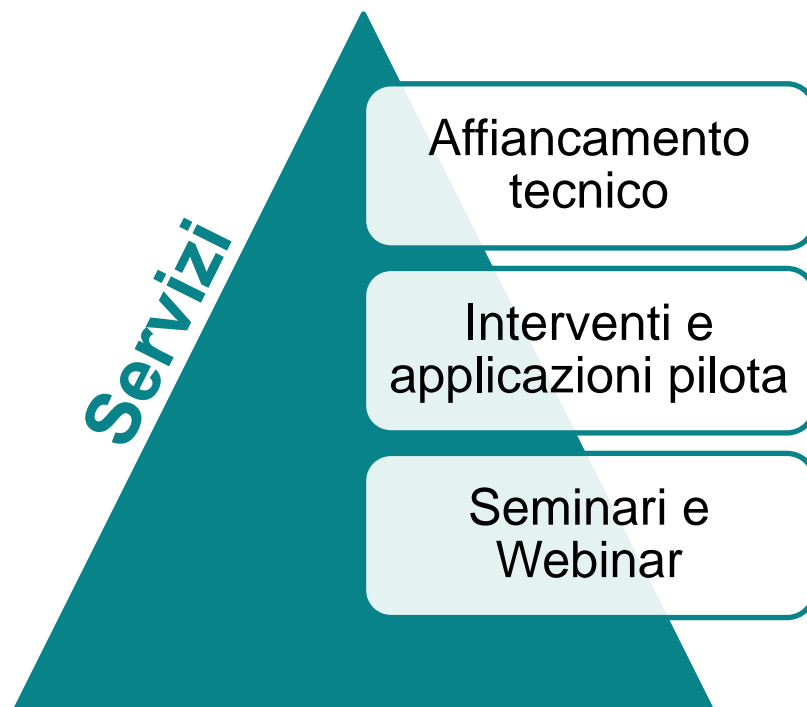 Servizi
Affiancamento
tecnico
Interventi e
applicazioni pilota
Seminari e
Webinar